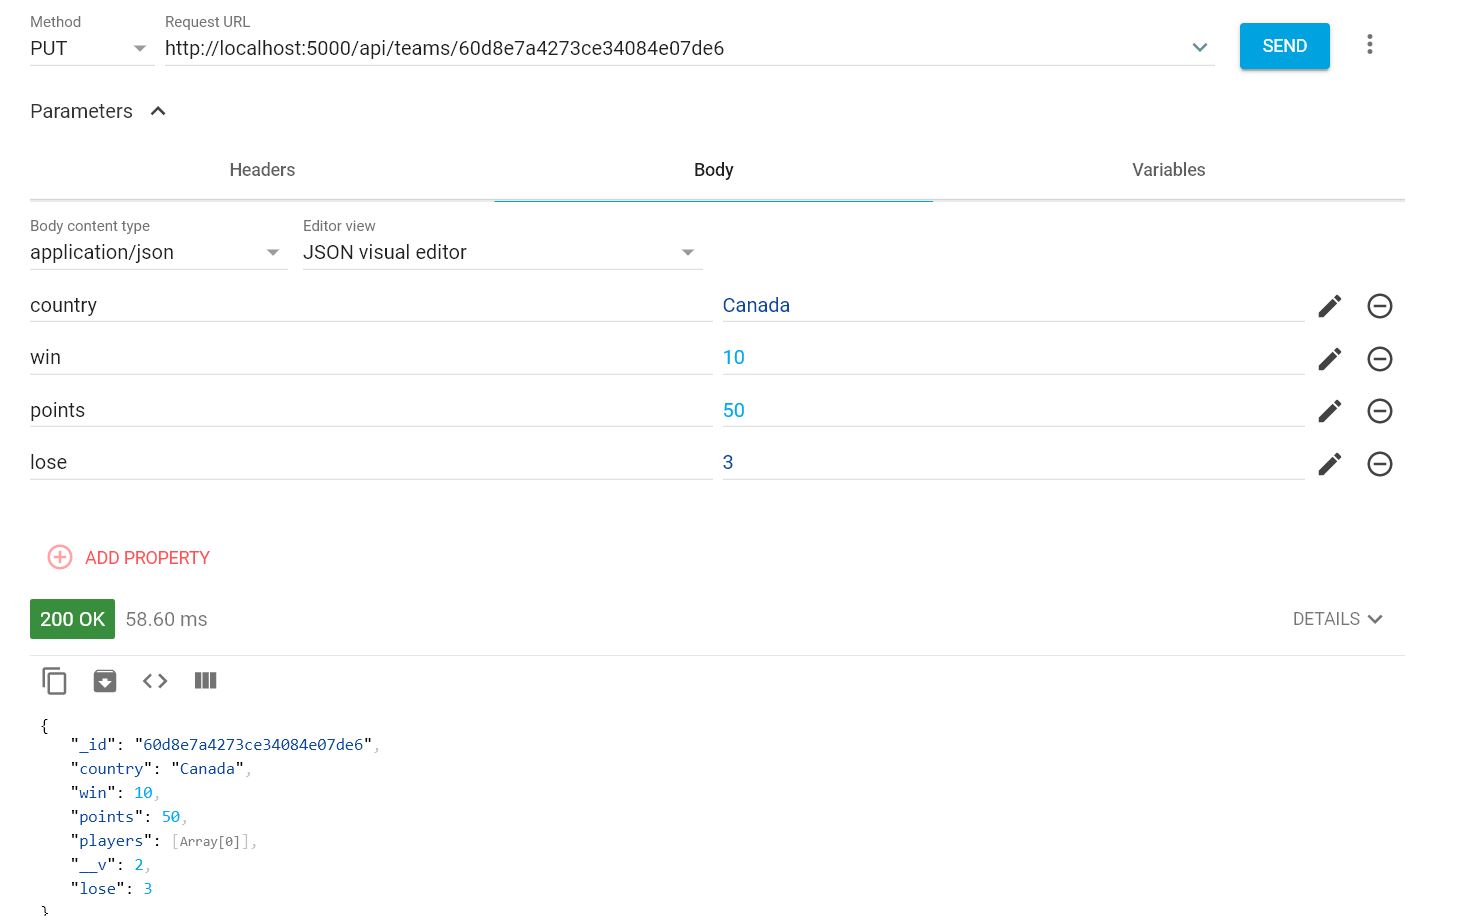 Method
Request URL
PUT
http://localhost:5000/api/teams/60d8e7a4273ce34084e07de6
SEND
Parameters
Headers
Body
Variables
Body content type
Editor view
application/json
JSON visual editor
country
Canada
win
10
points
50
lose
3
ADD PROPERTY
200 OK
58.60 ms
DETAILS
{
"_id": "60d8e7a4273ce34084e07de6",
"country": "Canada",
"win": 10,
"points": 50,
"players": [Array[0]],
"__v": 2,
"lose": 3
}